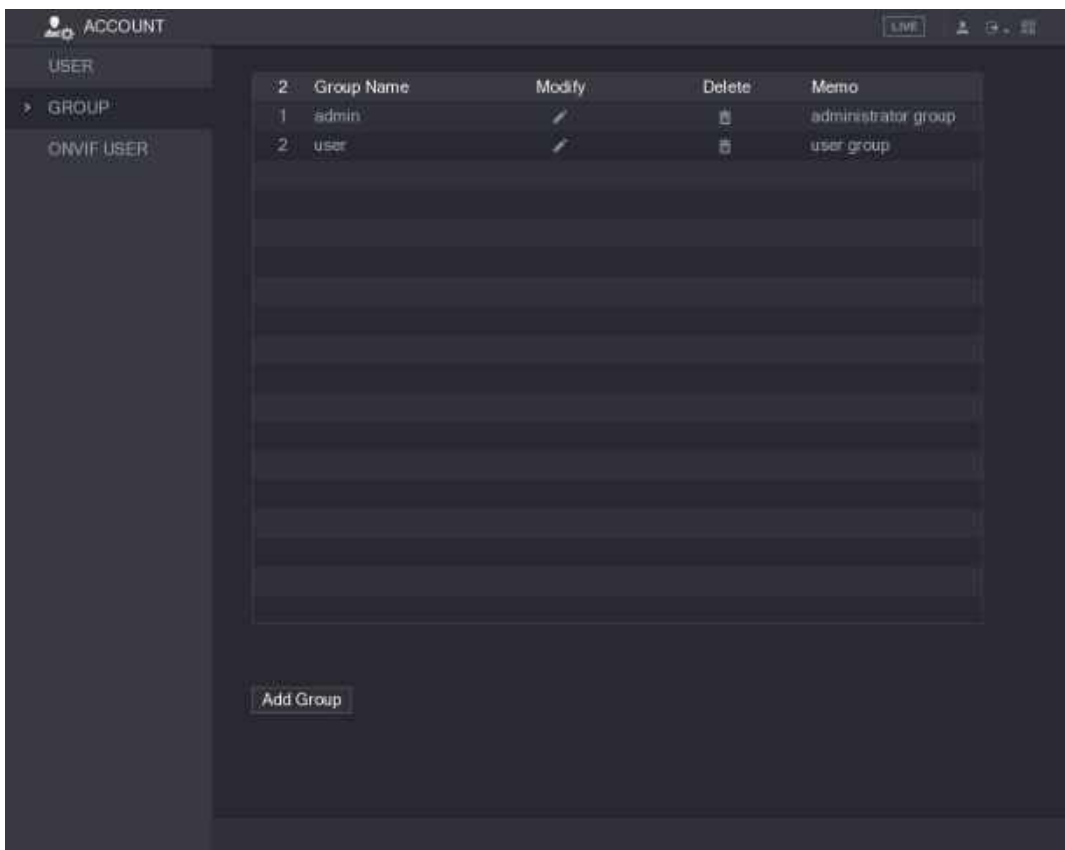 ACCOUNT
LIVE
USER
GROUP
ONVIF USER
2 Group Name Modify Delete Memo
1 admin administrator group
2 user user group
Add Group